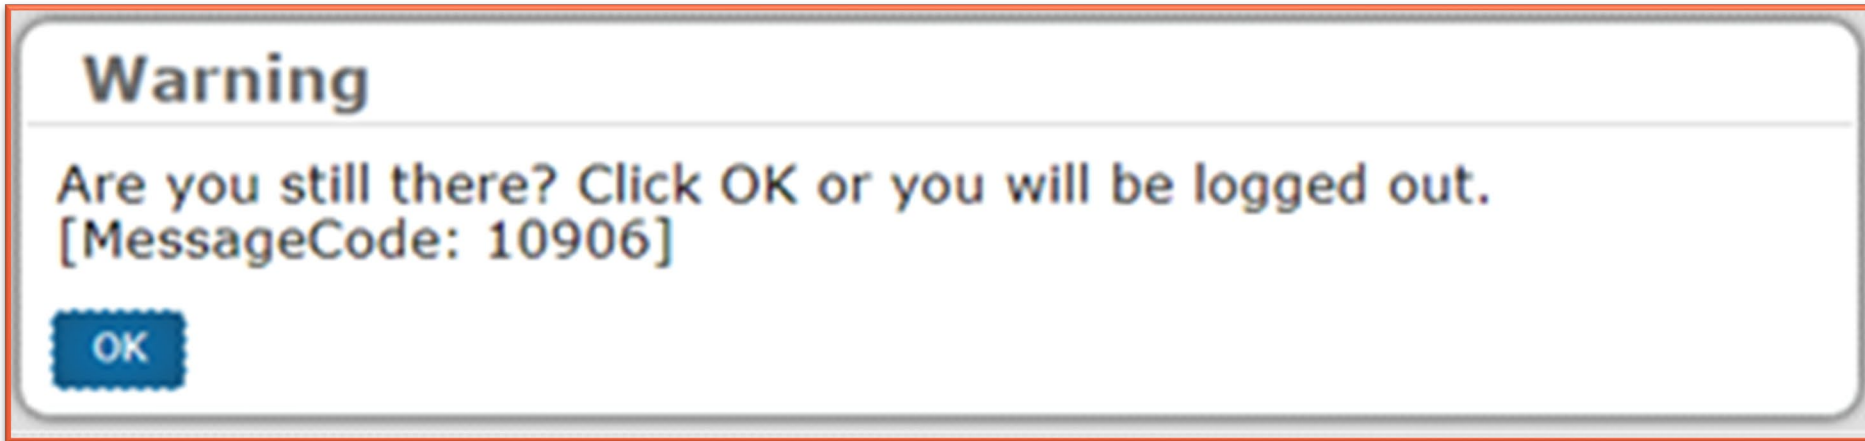 Warning
Are you still there? Click OK or you will be logged out.
[MessageCode: 10906]
OK